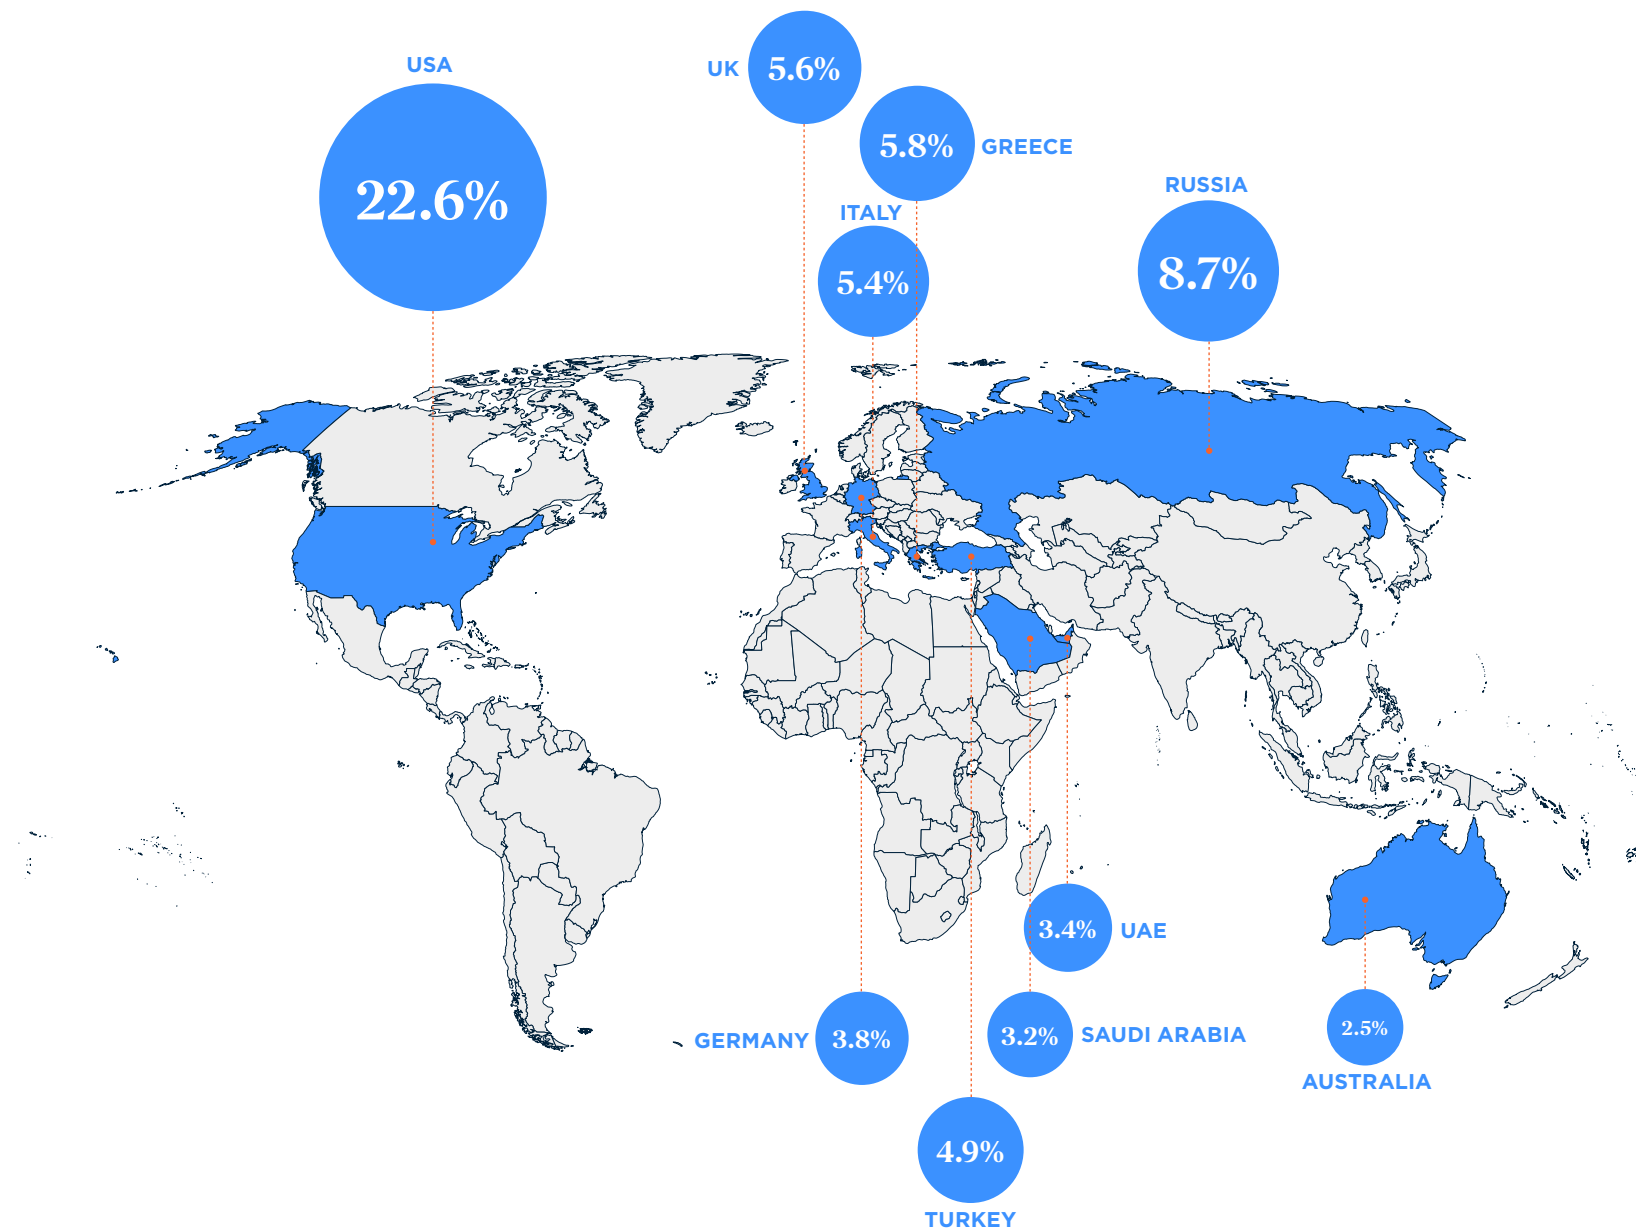 USA
22.6%
UK
5.6%
5.8%
GREECE
ITALY
5.4%
RUSSIA
8.7%
3.4%
UAE
GERMANY
3.8%
3.2%
SAUDI ARABIA
2.5%
AUSTRALIA
4.9%
TURKEY